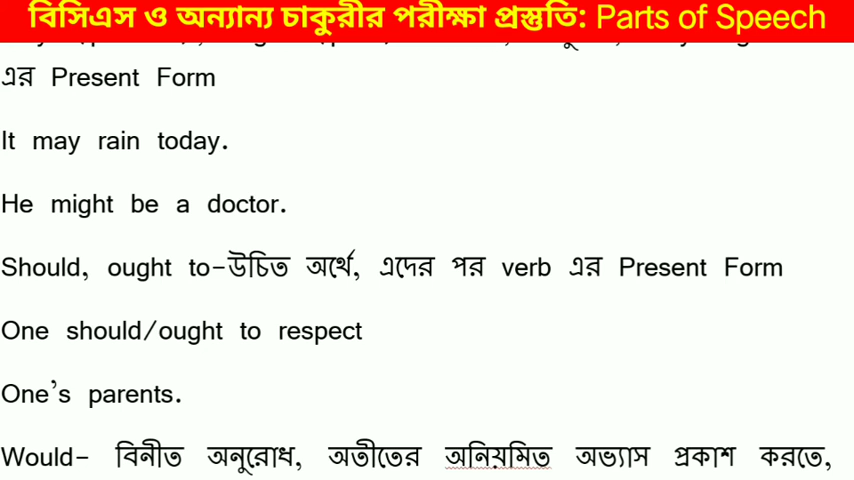 বিসিএস ও অন্যান্য চাকুরীর পরীক্ষা প্রস্তুতি: Parts of Speech
এর Present Form
It may rain today.
He might be a doctor.
Should, ought to-উচিত অর্থে, এদের পর verb এর Present Form
One should/ought to respect
One's parents.
Would- বিনীত অনুরোধ, অতীতের অনিয়মিত অভ্যাস প্রকাশ করতে,